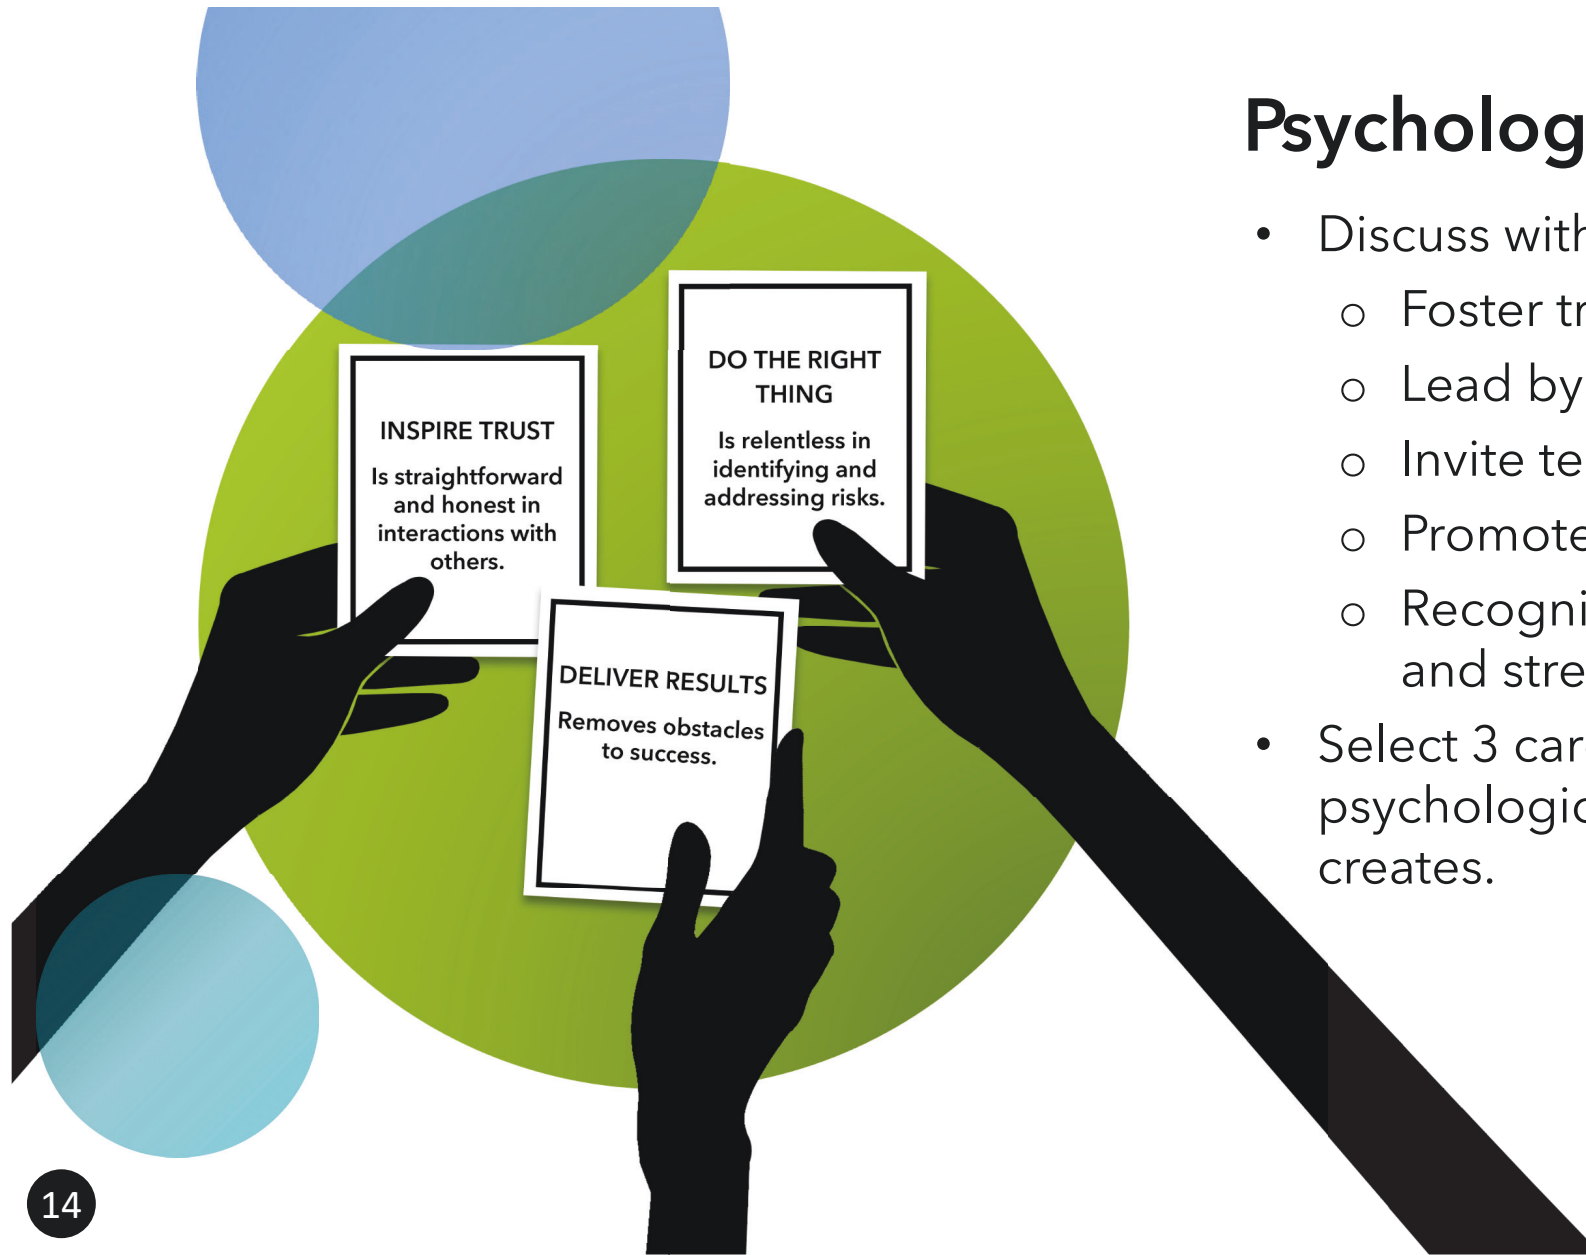 INSPIRE TRUST
Is straightforward
and honest in
interactions with
others.
DO THE RIGHT
THING
Is relentless in
identifying and
addressing risks.
DELIVER RESULTS
Removes obstacles
to success.
Psycholog
• Discuss with
o Foster tr
o Lead by
o Invite te
o Promote
o Recogni
and stre
• Select 3 car
psychologic
creates.
14